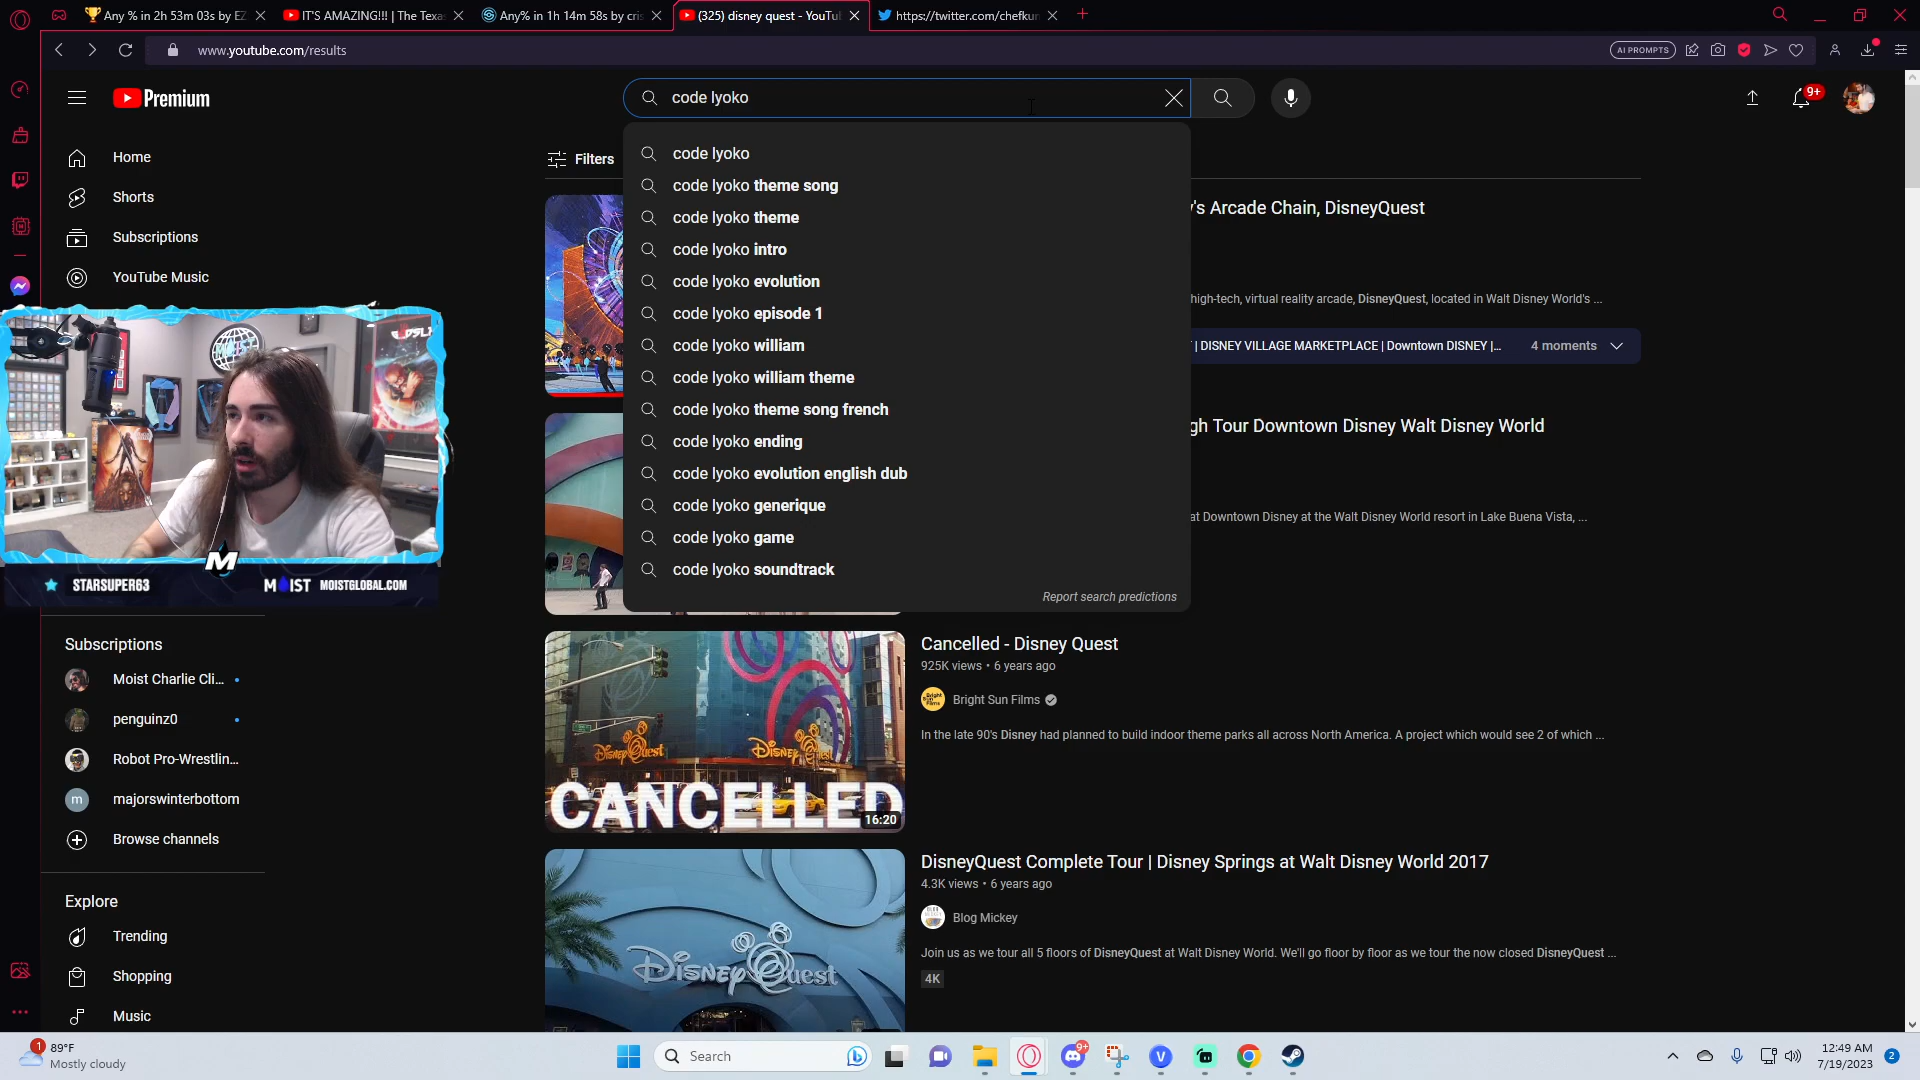 Any % in 2h 53m 03s by EZ
IT'S AMAZING!!! | The Texa
Any% in 1h 14m 58s by cri
(325) disney quest - YouTu
https://twitter.com/chefkun
www.youtube.com/results
AI PROMPTS
Premium
code lyoko
9+
Home
Shorts
Subscriptions
YouTube Music
Filters
code lyoko
code lyoko theme song
code lyoko theme
code lyoko intro
code lyoko evolution
code lyoko episode 1
code lyoko william
code lyoko william theme
code lyoko theme song french
code lyoko ending
code lyoko evolution english dub
code lyoko generique
code lyoko game
code lyoko soundtrack
Report search predictions
's Arcade Chain, DisneyQuest
high-tech, virtual reality arcade, DisneyQuest, located in Walt Disney World's ...
| DISNEY VILLAGE MARKETPLACE | Downtown DISNEY |...
4 moments
gh Tour Downtown Disney Walt Disney World
at Downtown Disney at the Walt Disney World resort in Lake Buena Vista, ...
M
STARSUPER63
MOIST
MOISTGLOBAL.COM
Subscriptions
Moist Charlie Cli...
penguinz0
Robot Pro-Wrestlin...
m
majorswinterbottom
Browse channels
Explore
Trending
Shopping
Music
DisneyQuest
DisneyQuest
CANCELLED
16:20
Cancelled - Disney Quest
925K views • 6 years ago
Bright Sun Films
Bright Sun Films
In the late 90's Disney had planned to build indoor theme parks all across North America. A project which would see 2 of which ...
DisneyQuest
DisneyQuest Complete Tour | Disney Springs at Walt Disney World 2017
4.3K views • 6 years ago
Blog Mickey
Join us as we tour all 5 floors of DisneyQuest at Walt Disney World. We'll go floor by floor as we tour the now closed DisneyQuest ...
4K
1
89°F
Mostly cloudy
Search
9+
V
12:49 AM
7/19/2023
2